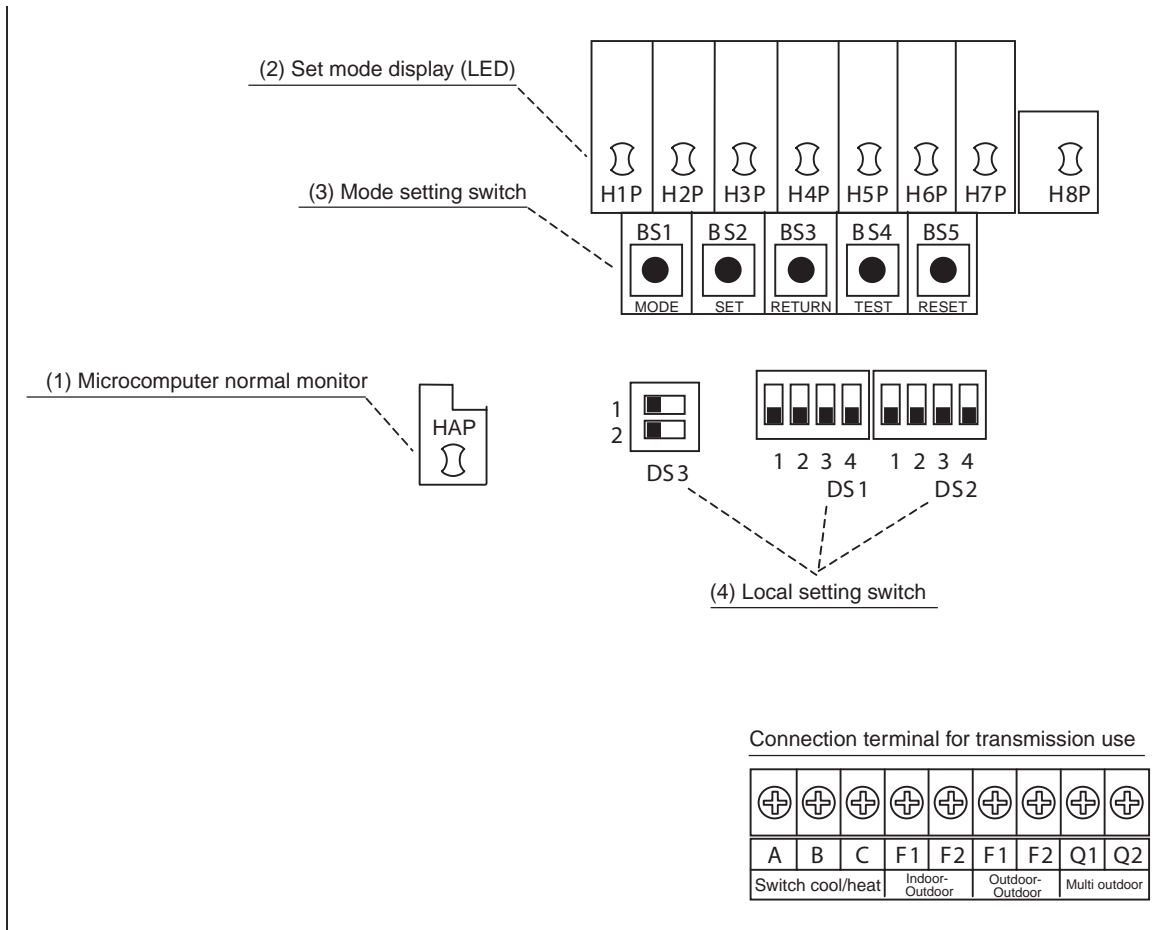 (2) Set mode display (LED)
H1P H2P H3P H4P H5P H6P H7P H8P
(3) Mode setting switch
BS1 BS2 BS3 BS4 BS5
MODE SET RETURN TEST RESET
(1) Microcomputer normal monitor
HAP
1
2
DS3
1 2 3 4 1 2 3 4
DS1 DS2
(4) Local setting switch
Connection terminal for transmission use
A B C F1 F2 F1 F2 Q1 Q2
Switch cool/heat Indoor-
Outdoor Outdoor-
Outdoor Multi outdoor